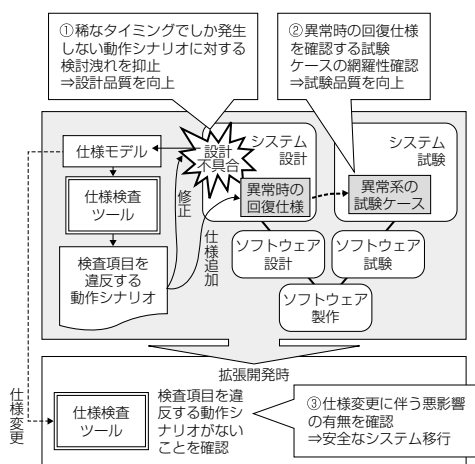 ①稀なタイミングでしか発生
しない動作シナリオに対する
検討洩れを抑止
⇒設計品質を向上
②異常時の回復仕様
を確認する試験
ケースの網羅性確認
⇒試験品質を向上
仕様モデル
設計
不具合
システム
設計
システム
試験
仕様検査
ツール
修正
異常時の
回復仕様
異常系の
試験ケース
仕様追加
検査項目を
違反する
動作シナリオ
ソフトウェア
設計
ソフトウェア
試験
ソフトウェア
製作
拡張開発時
仕様変更
仕様検査
ツール
検査項目を違
反する動作シ
ナリオがない
ことを確認
③仕様変更に伴う悪影響
の有無を確認
⇒安全なシステム移行